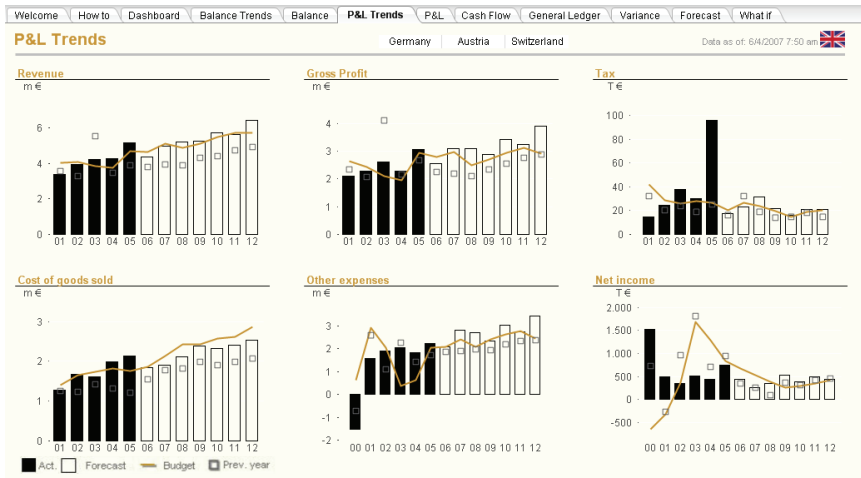 Welcome How to Dashboard Balance Trends Balance P&L Trends P&L Cash Flow General Ledger Variance Forecast What if
P&L Trends Germany Austria Switzerland Data as of: 6/4/2007 7:50 am
Revenue
m €
6
4
2
0
01 02 03 04 05 06 07 08 09 10 11 12
Gross Profit
m €
4
3
2
1
0
01 02 03 04 05 06 07 08 09 10 11 12
Tax
T €
100
80
60
40
20
0
01 02 03 04 05 06 07 08 09 10 11 12
Cost of goods sold
m €
3
2
1
0
01 02 03 04 05 06 07 08 09 10 11 12
Other expenses
m €
3
2
1
0
-1
-2
00 01 02 03 04 05 06 07 08 09 10 11 12
Net income
T €
2.000
1.500
1.000
500
0
-500
00 01 02 03 04 05 06 07 08 09 10 11 12
Act. Forecast Budget Prev. year